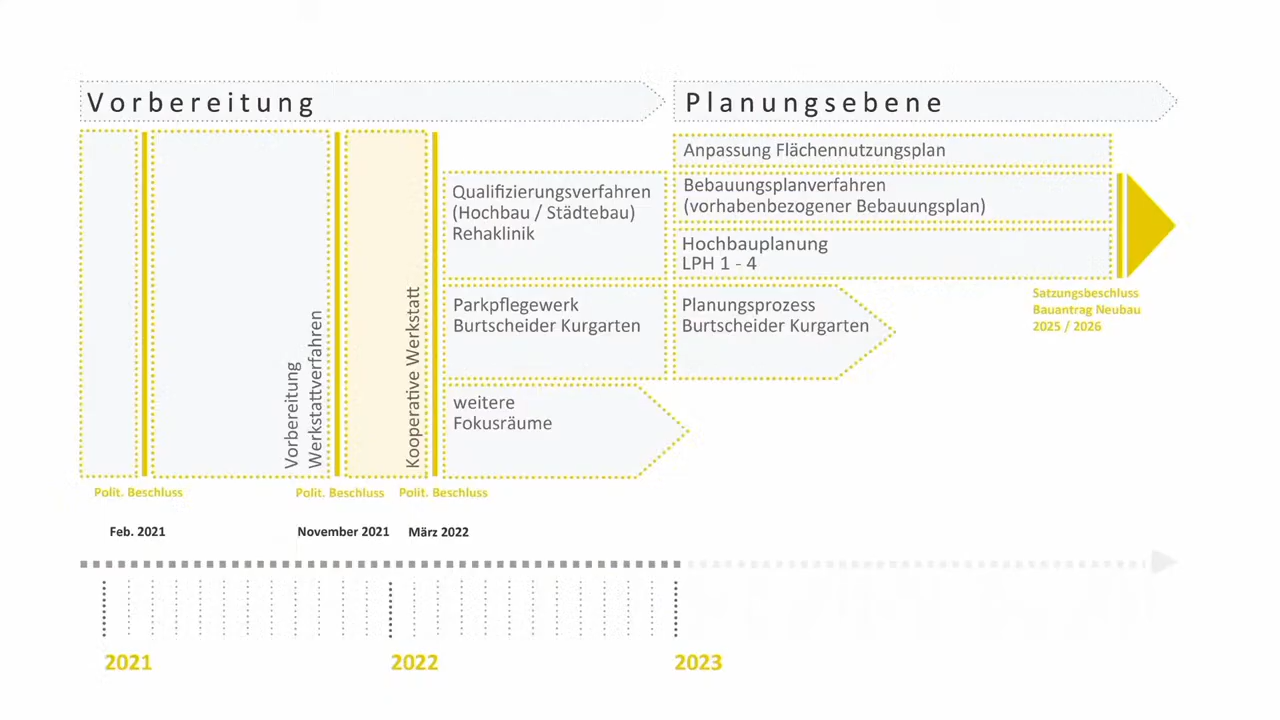 Vorbereitung
Planungsebene
Anpassung Flächennutzungsplan
Qualifizierungsverfahren
(Hochbau / Städtebau)
Rehaklinik
Bebauungsplanverfahren
(vorhabenbezogener Bebauungsplan)
Hochbauplanung
LPH 1 - 4
Vorbereitung
Werkstattverfahren
Kooperative Werkstatt
Parkpflegewerk
Burtscheider Kurgarten
Planungsprozess
Burtscheider Kurgarten
Satzungsbeschluss
Bauantrag Neubau
2025 / 2026
weitere
Fokusräume
Polit. Beschluss
Polit. Beschluss
Polit. Beschluss
Feb. 2021
November 2021
März 2022
2021
2022
2023